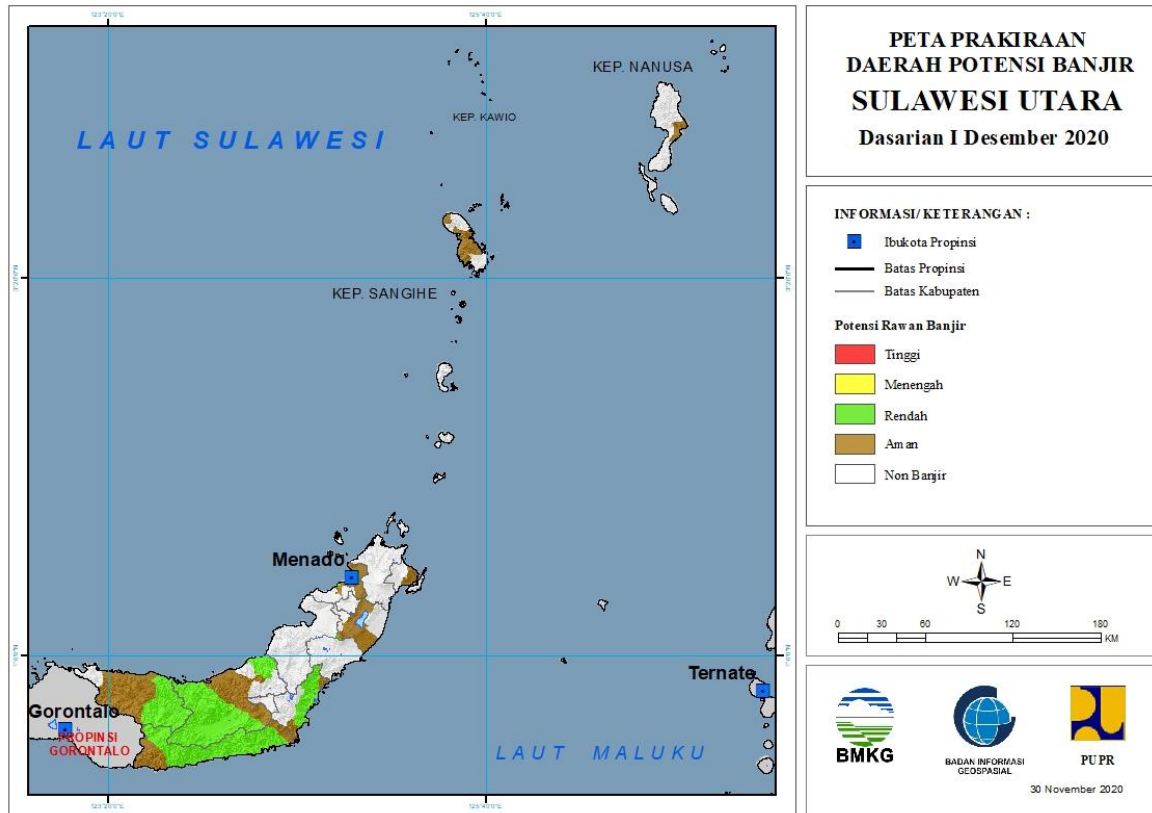 PETA PRAKIRAAN
DAERAH POTENSI BANJIR
SULAWESI UTARA
Dasarian I Desember 2020
INFORMASI/ KETERANGAN :
Ibukota Propinsi
Batas Propinsi
Batas Kabupaten
Potensi Rawan Banjir
Tinggi
Menengah
Rendah
Aman
Non Banjir
N
W E
S
0 30 60 120 180
KM
BMKG
BADAN INFORMASI
GEOSPASIAL
PUPR
30 November 2020
KEP. NANUSA
KEP. KAWIO
LAUT SULAWESI
KEP. SANGIHE
Menado
Ternate
Gorontalo
PROPINSI
GORONTALO
LAUT MALUKU